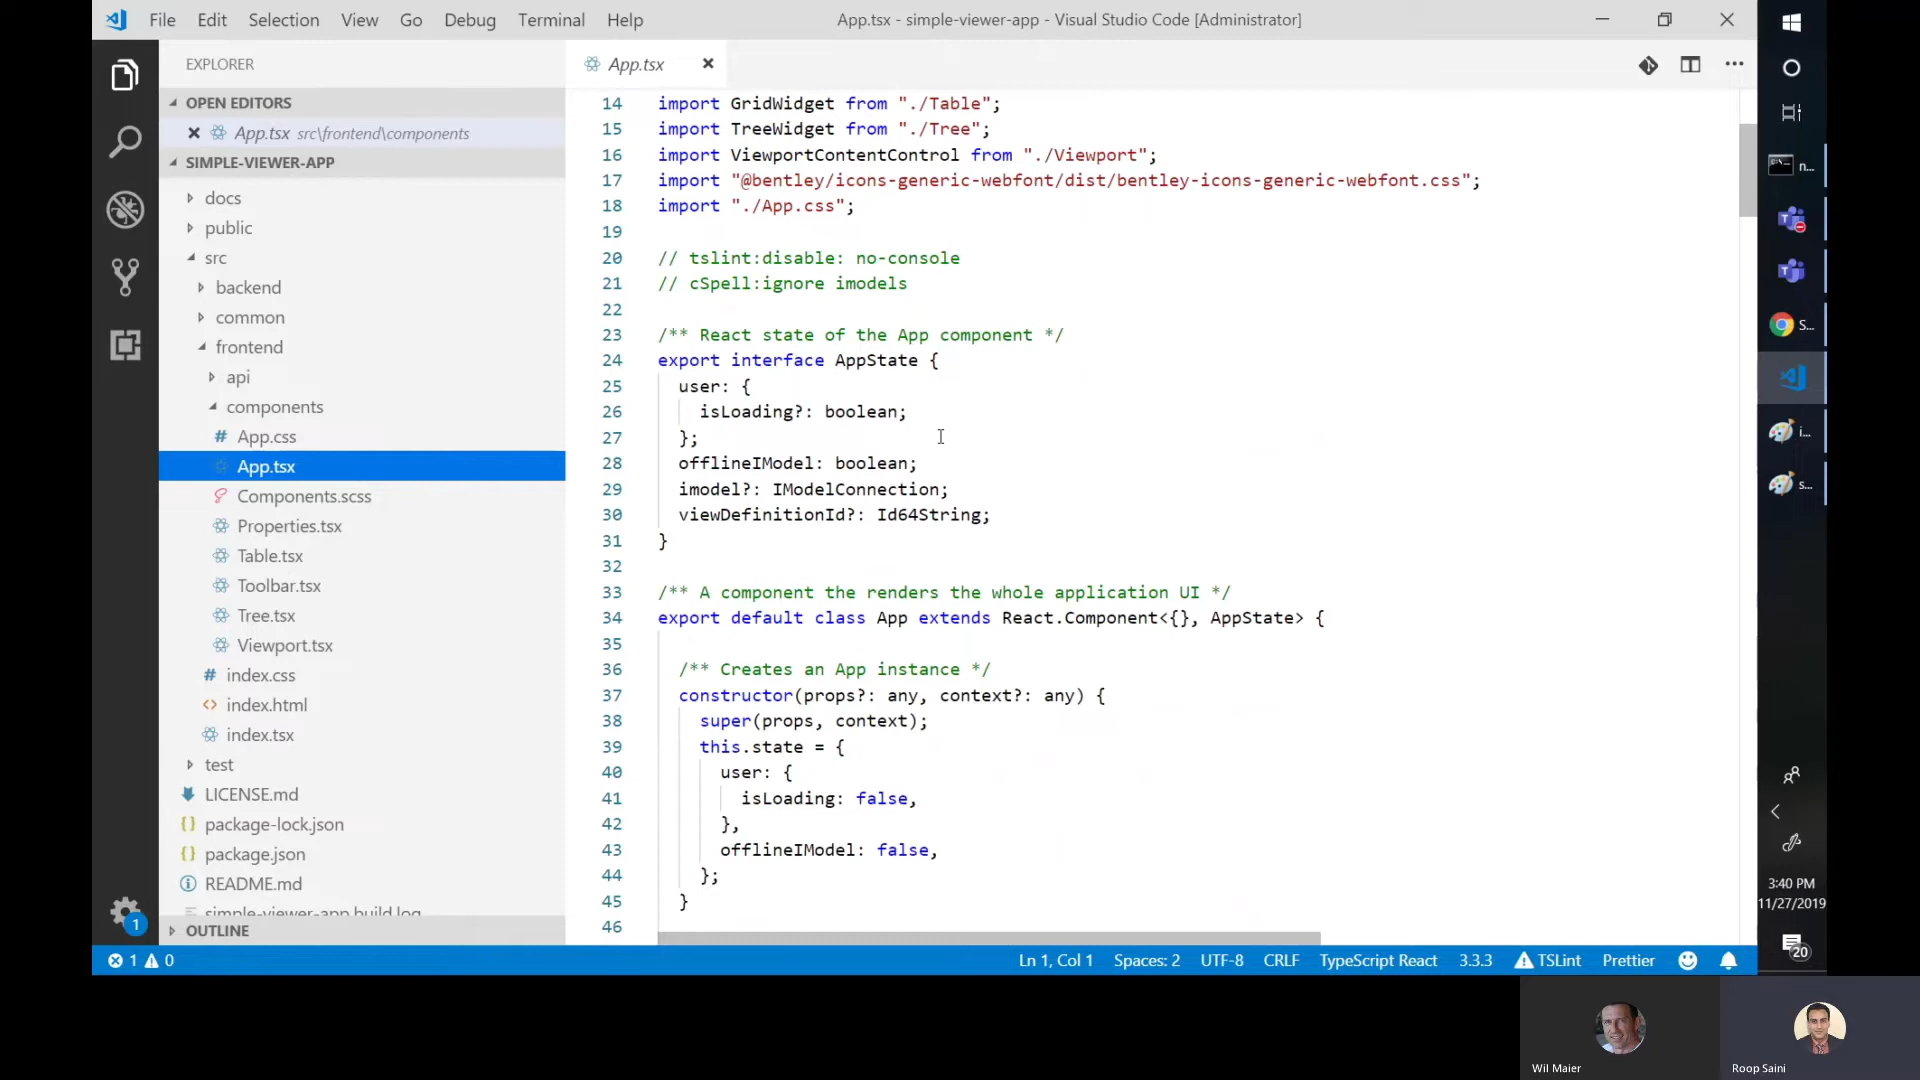 File Edit Selection View Go Debug Terminal Help
App.tsx - simple-viewer-app - Visual Studio Code [Administrator]
EXPLORER
OPEN EDITORS
App.tsx src\frontend\components
SIMPLE-VIEWER-APP
docs
public
src
backend
common
frontend
api
components
# App.css
App.tsx
Components.scss
Properties.tsx
Table.tsx
Toolbar.tsx
Tree.tsx
Viewport.tsx
# index.css
<> index.html
index.tsx
test
LICENSE.md
{} package-lock.json
{} package.json
README.md
simple-viewer-app.build.log
OUTLINE
1
App.tsx
14 import GridWidget from "./Table";
15 import TreeWidget from "./Tree";
16 import ViewportContentControl from "./Viewport";
17 import "@bentley/icons-generic-webfont/dist/bentley-icons-generic-webfont.css";
18 import "./App.css";
19
20 // tslint:disable: no-console
21 // cSpell:ignore imodels
22
23 /** React state of the App component */
24 export interface AppState {
25 user: {
26 isLoading?: boolean;
27 };
28 offlineIModel: boolean;
29 imodel?: IModelConnection;
30 viewDefinitionId?: Id64String;
31 }
32
33 /** A component the renders the whole application UI */
34 export default class App extends React.Component<{}, AppState> {
35
36 /** Creates an App instance */
37 constructor(props?: any, context?: any) {
38 super(props, context);
39 this.state = {
40 user: {
41 isLoading: false,
42 },
43 offlineIModel: false,
44 };
45 }
46
1 0
Ln 1, Col 1 Spaces: 2 UTF-8 CRLF TypeScript React 3.3.3 TSLint Prettier
n...
S...
i...
s...
3:40 PM
11/27/2019
20
Wil Maier
Roop Saini